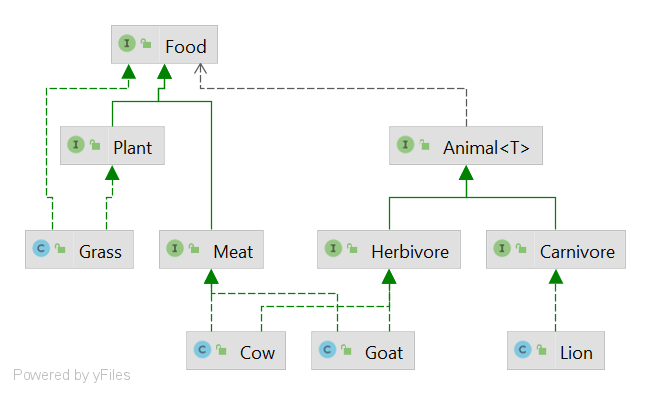 I Food
I Plant
I Animal<T>
C Grass
I Meat
I Herbivore
I Carnivore
C Cow
C Goat
C Lion
Powered by yFiles